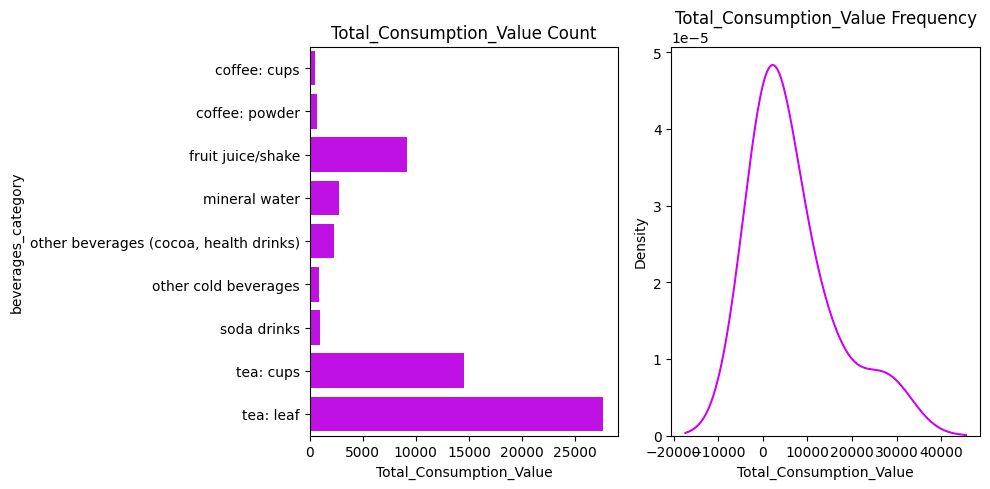 Total_Consumption_Value Count
beverages_category
coffee: cups
coffee: powder
fruit juice/shake
mineral water
other beverages (cocoa, health drinks)
other cold beverages
soda drinks
tea: cups
tea: leaf
0 5000 10000 15000 20000 25000
Total_Consumption_Value
Total_Consumption_Value Frequency
1e−5
Density
5
4
3
2
1
0
−20000 −10000 0 10000 20000 30000 40000
Total_Consumption_Value